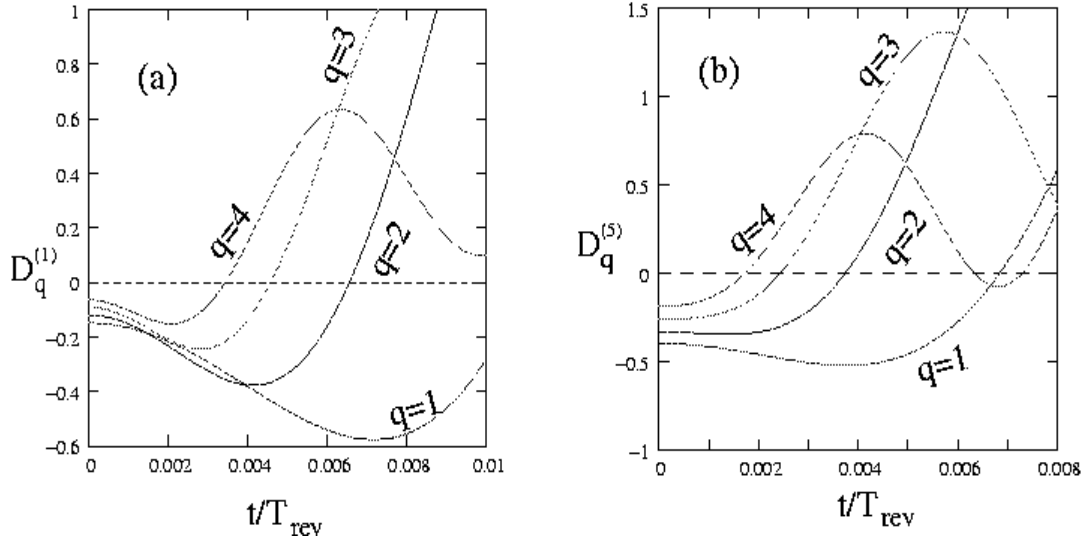 (a)
D_q^(1)
1
0.8
0.6
0.4
0.2
0
−0.2
−0.4
−0.6
q=3
q=4
q=2
q=1
0 0.002 0.004 0.006 0.008 0.01
t/T_rev
(b)
D_q^(5)
1.5
1
0.5
0
−0.5
−1
q=3
q=4
q=2
q=1
0 0.002 0.004 0.006 0.008
t/T_rev